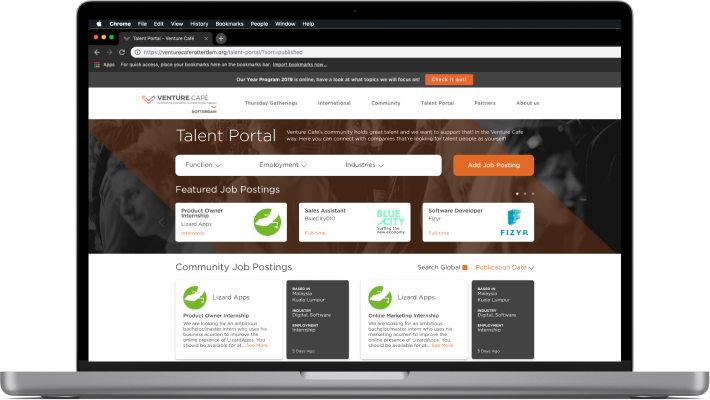 Chrome File Edit View History Bookmarks People Window Help
Talent Portal – Venture Café
https://venturecaferotterdam.org/talent-portal/?sort=published
Apps For quick access, place your bookmarks here on the bookmarks bar. Import bookmarks now...
Our Year Program 2019 is online, have a look at what topics we will focus on! Check it out!
VENTURE CAFÉ
ROTTERDAM
Thursday Gatherings International Community Talent Portal Partners About us
Talent Portal
Venture Café's community holds great talent and we want to support that! In the Venture Café
way. Here you can connect with companies that're looking for talent people as yourself!
Function Employment Industries Add Job Posting
Featured Job Postings
Product Owner
Internship
Lizard Apps
Internship
Sales Assistant
BlueCity010
Full-time
BLUE
CITY
Surfing the
new economy
Software Developer
Fizyr
Full-time
FIZYR
Community Job Postings
Search Global Publication Date
Lizard Apps
Product Owner Internship
We are looking for an ambitious
bachelor/master intern who uses his
business acumen to improve the
online presence of LizardApps. You
should be available for at... See More
BASED IN
Malaysia
Kuala Lumpur
INDUSTRY
Digital, Software
EMPLOYMENT
Internship
3 Days Ago
Lizard Apps
Online Marketing Internship
We are looking for an ambitious
bachelor/master intern who uses his
marketing acumen to improve the
online presence of LizardApps. You
should be available for at... See More
BASED IN
Malaysia
Kuala Lumpur
INDUSTRY
Digital, Software
EMPLOYMENT
Internship
3 Days Ago